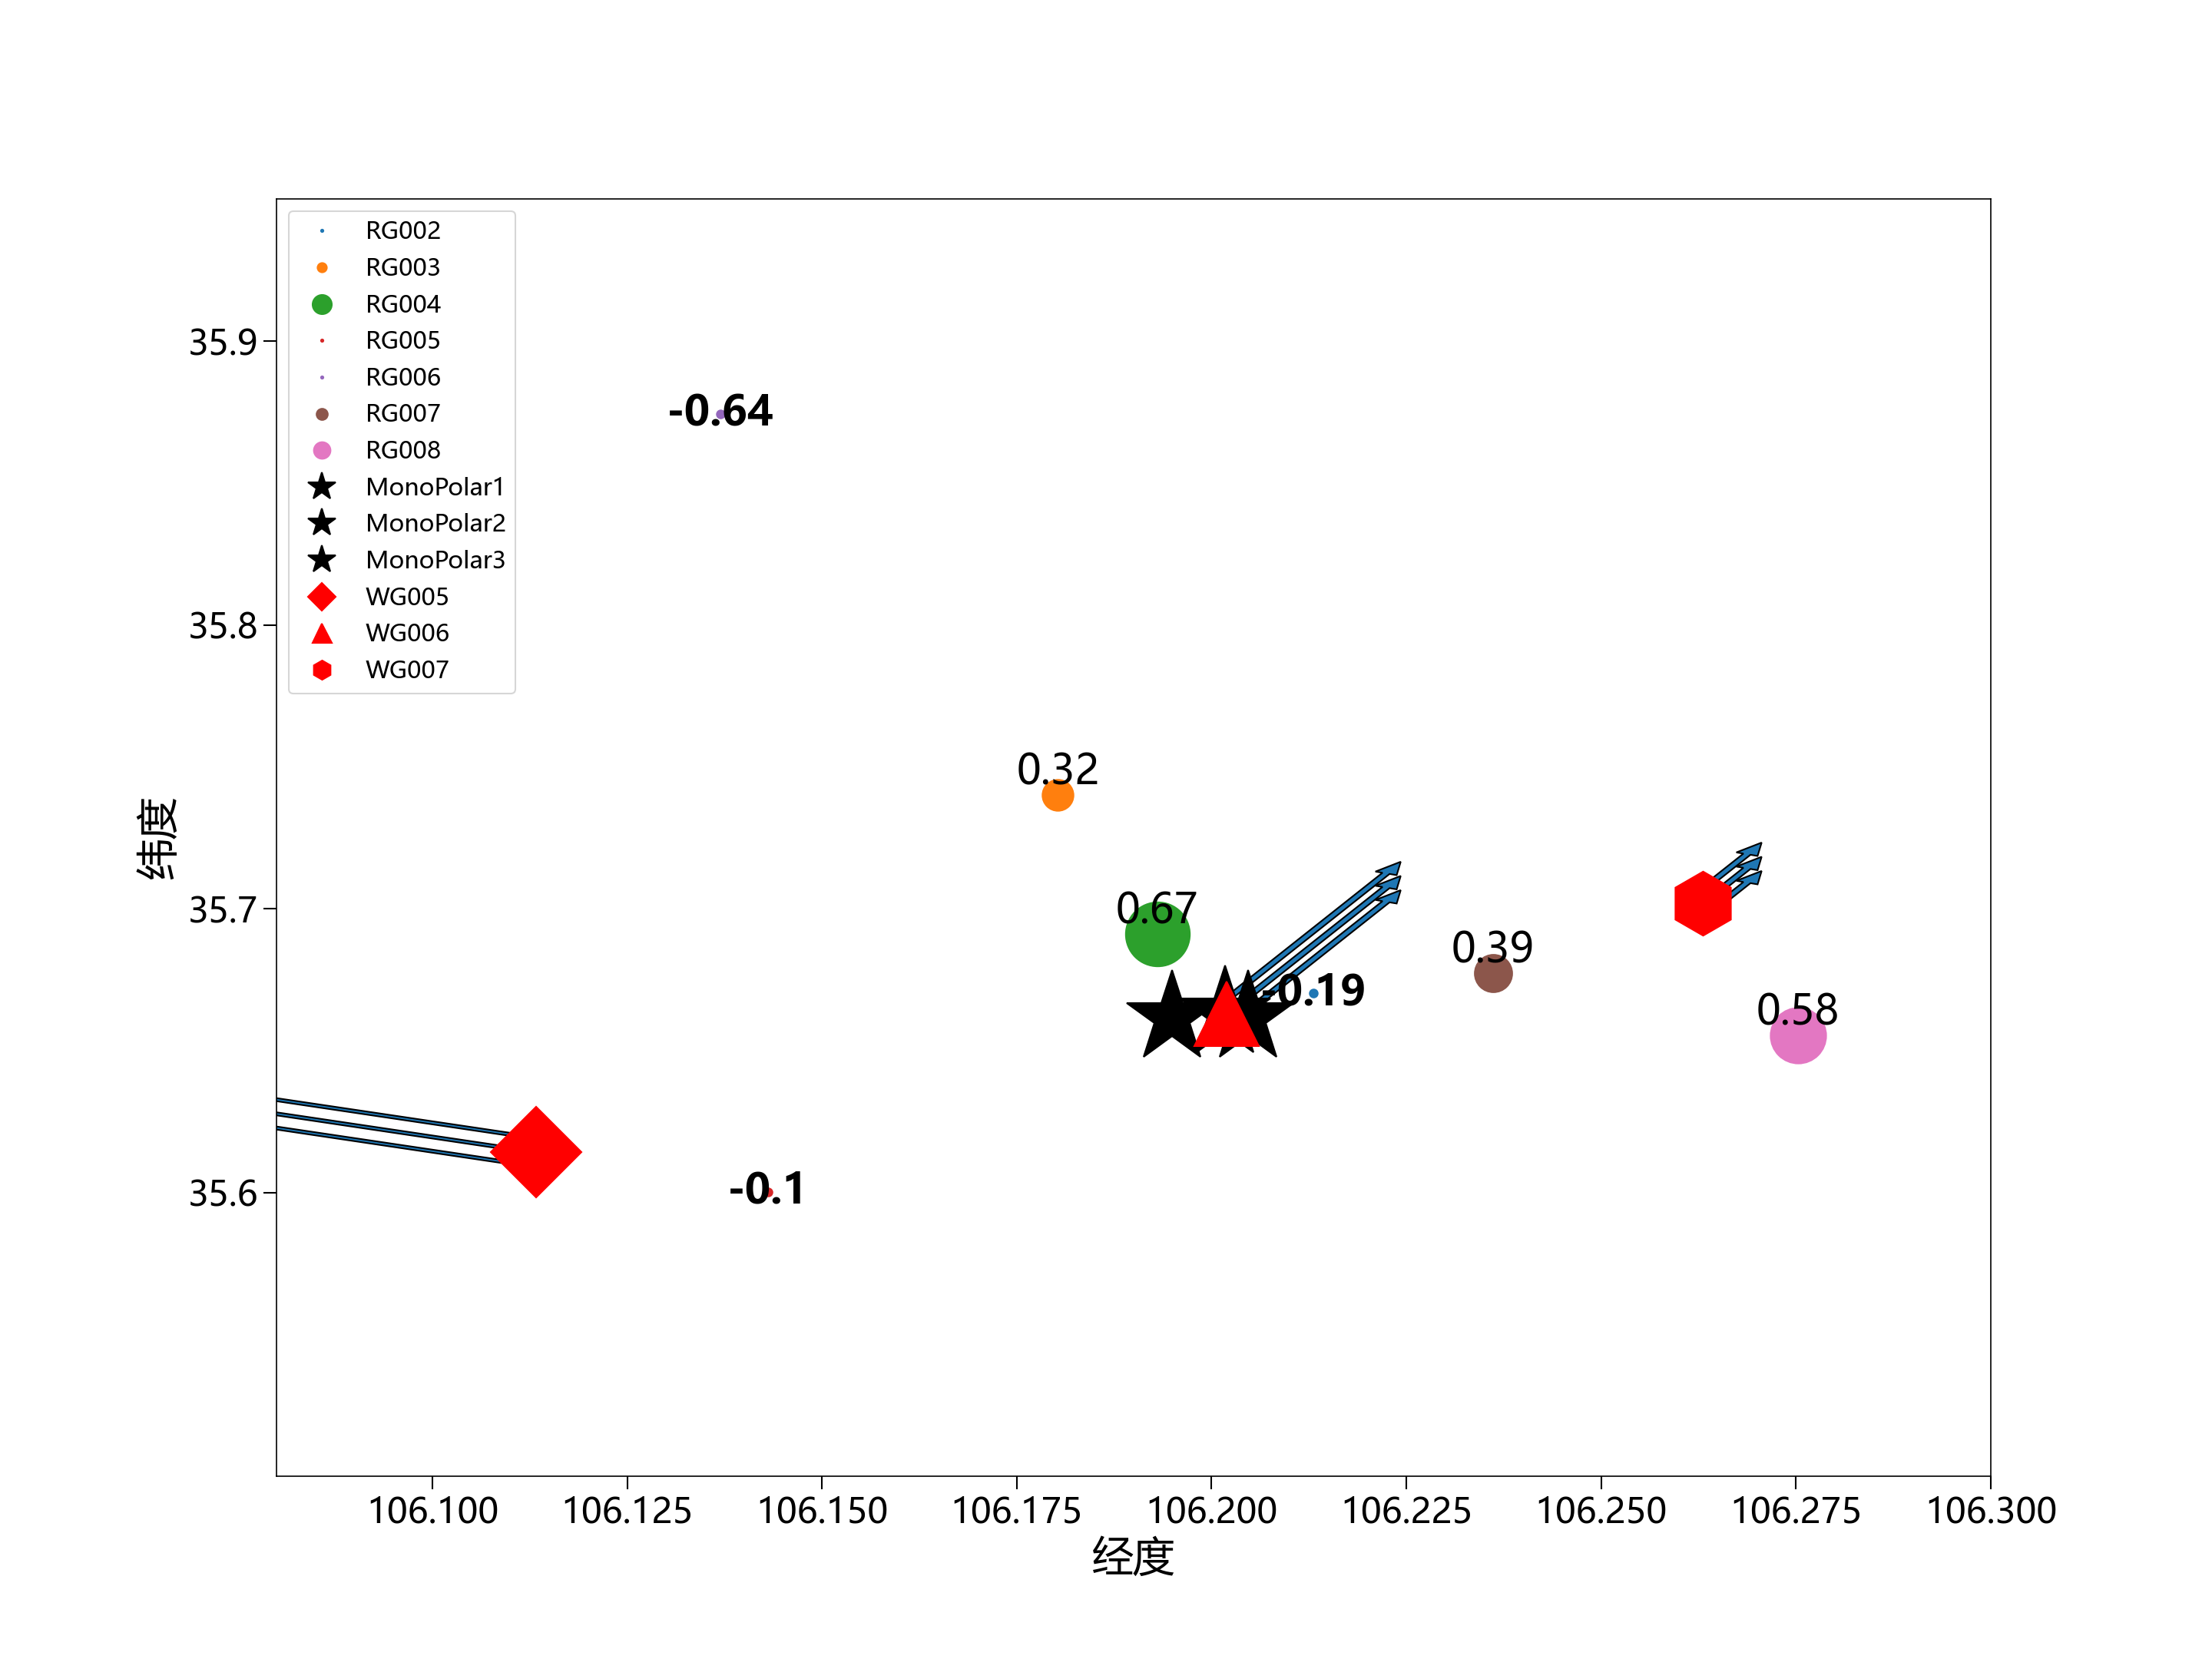 RG002
RG003
RG004
RG005
RG006
RG007
RG008
MonoPolar1
MonoPolar2
MonoPolar3
WG005
WG006
WG007
35.9
35.8
35.7
35.6
纬度
-0.64
0.32
0.67
0.39
-0.19
0.58
-0.1
106.100
106.125
106.150
106.175
106.200
106.225
106.250
106.275
106.300
经度